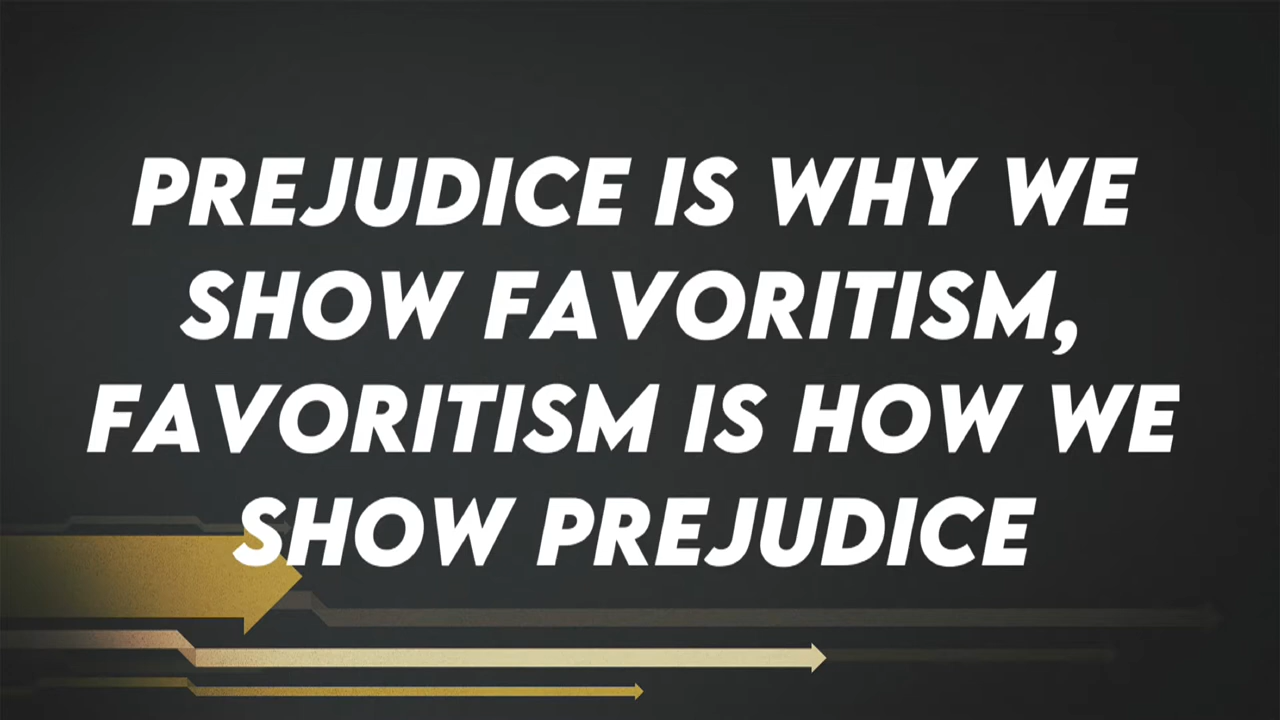 PREJUDICE IS WHY WE
SHOW FAVORITISM,
FAVORITISM IS HOW WE
SHOW PREJUDICE